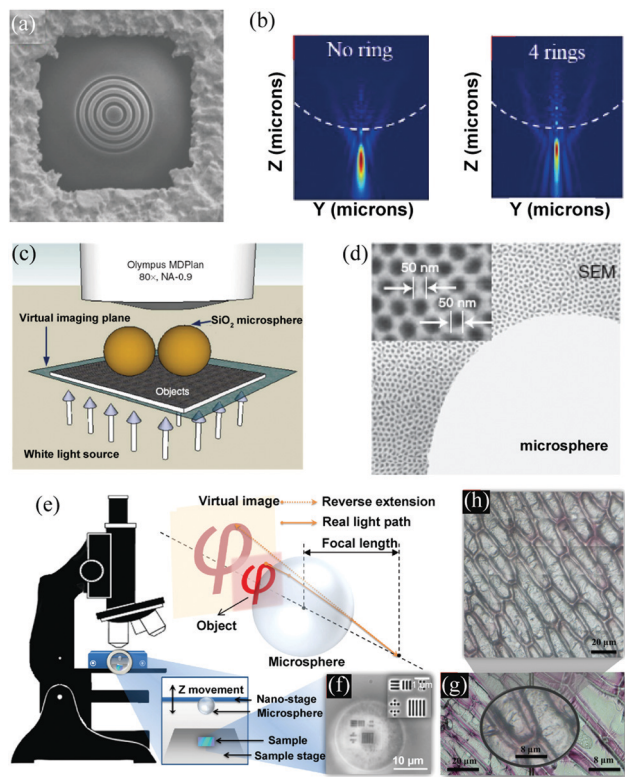 (a)
(b)
No ring
4 rings
Z (microns)
Z (microns)
Y (microns)
Y (microns)
(c)
Olympus MDPlan
80×, NA-0.9
Virtual imaging plane
SiO₂ microsphere
Objects
White light source
(d)
50 nm
50 nm
SEM
microsphere
(e)
Virtual image
Reverse extension
Real light path
Focal length
φ
φ
Object
Microsphere
Z movement
Nano-stage
Microsphere
Sample
Sample stage
(f)
10 μm
(h)
20 μm
(g)
8 μm
20 μm
8 μm